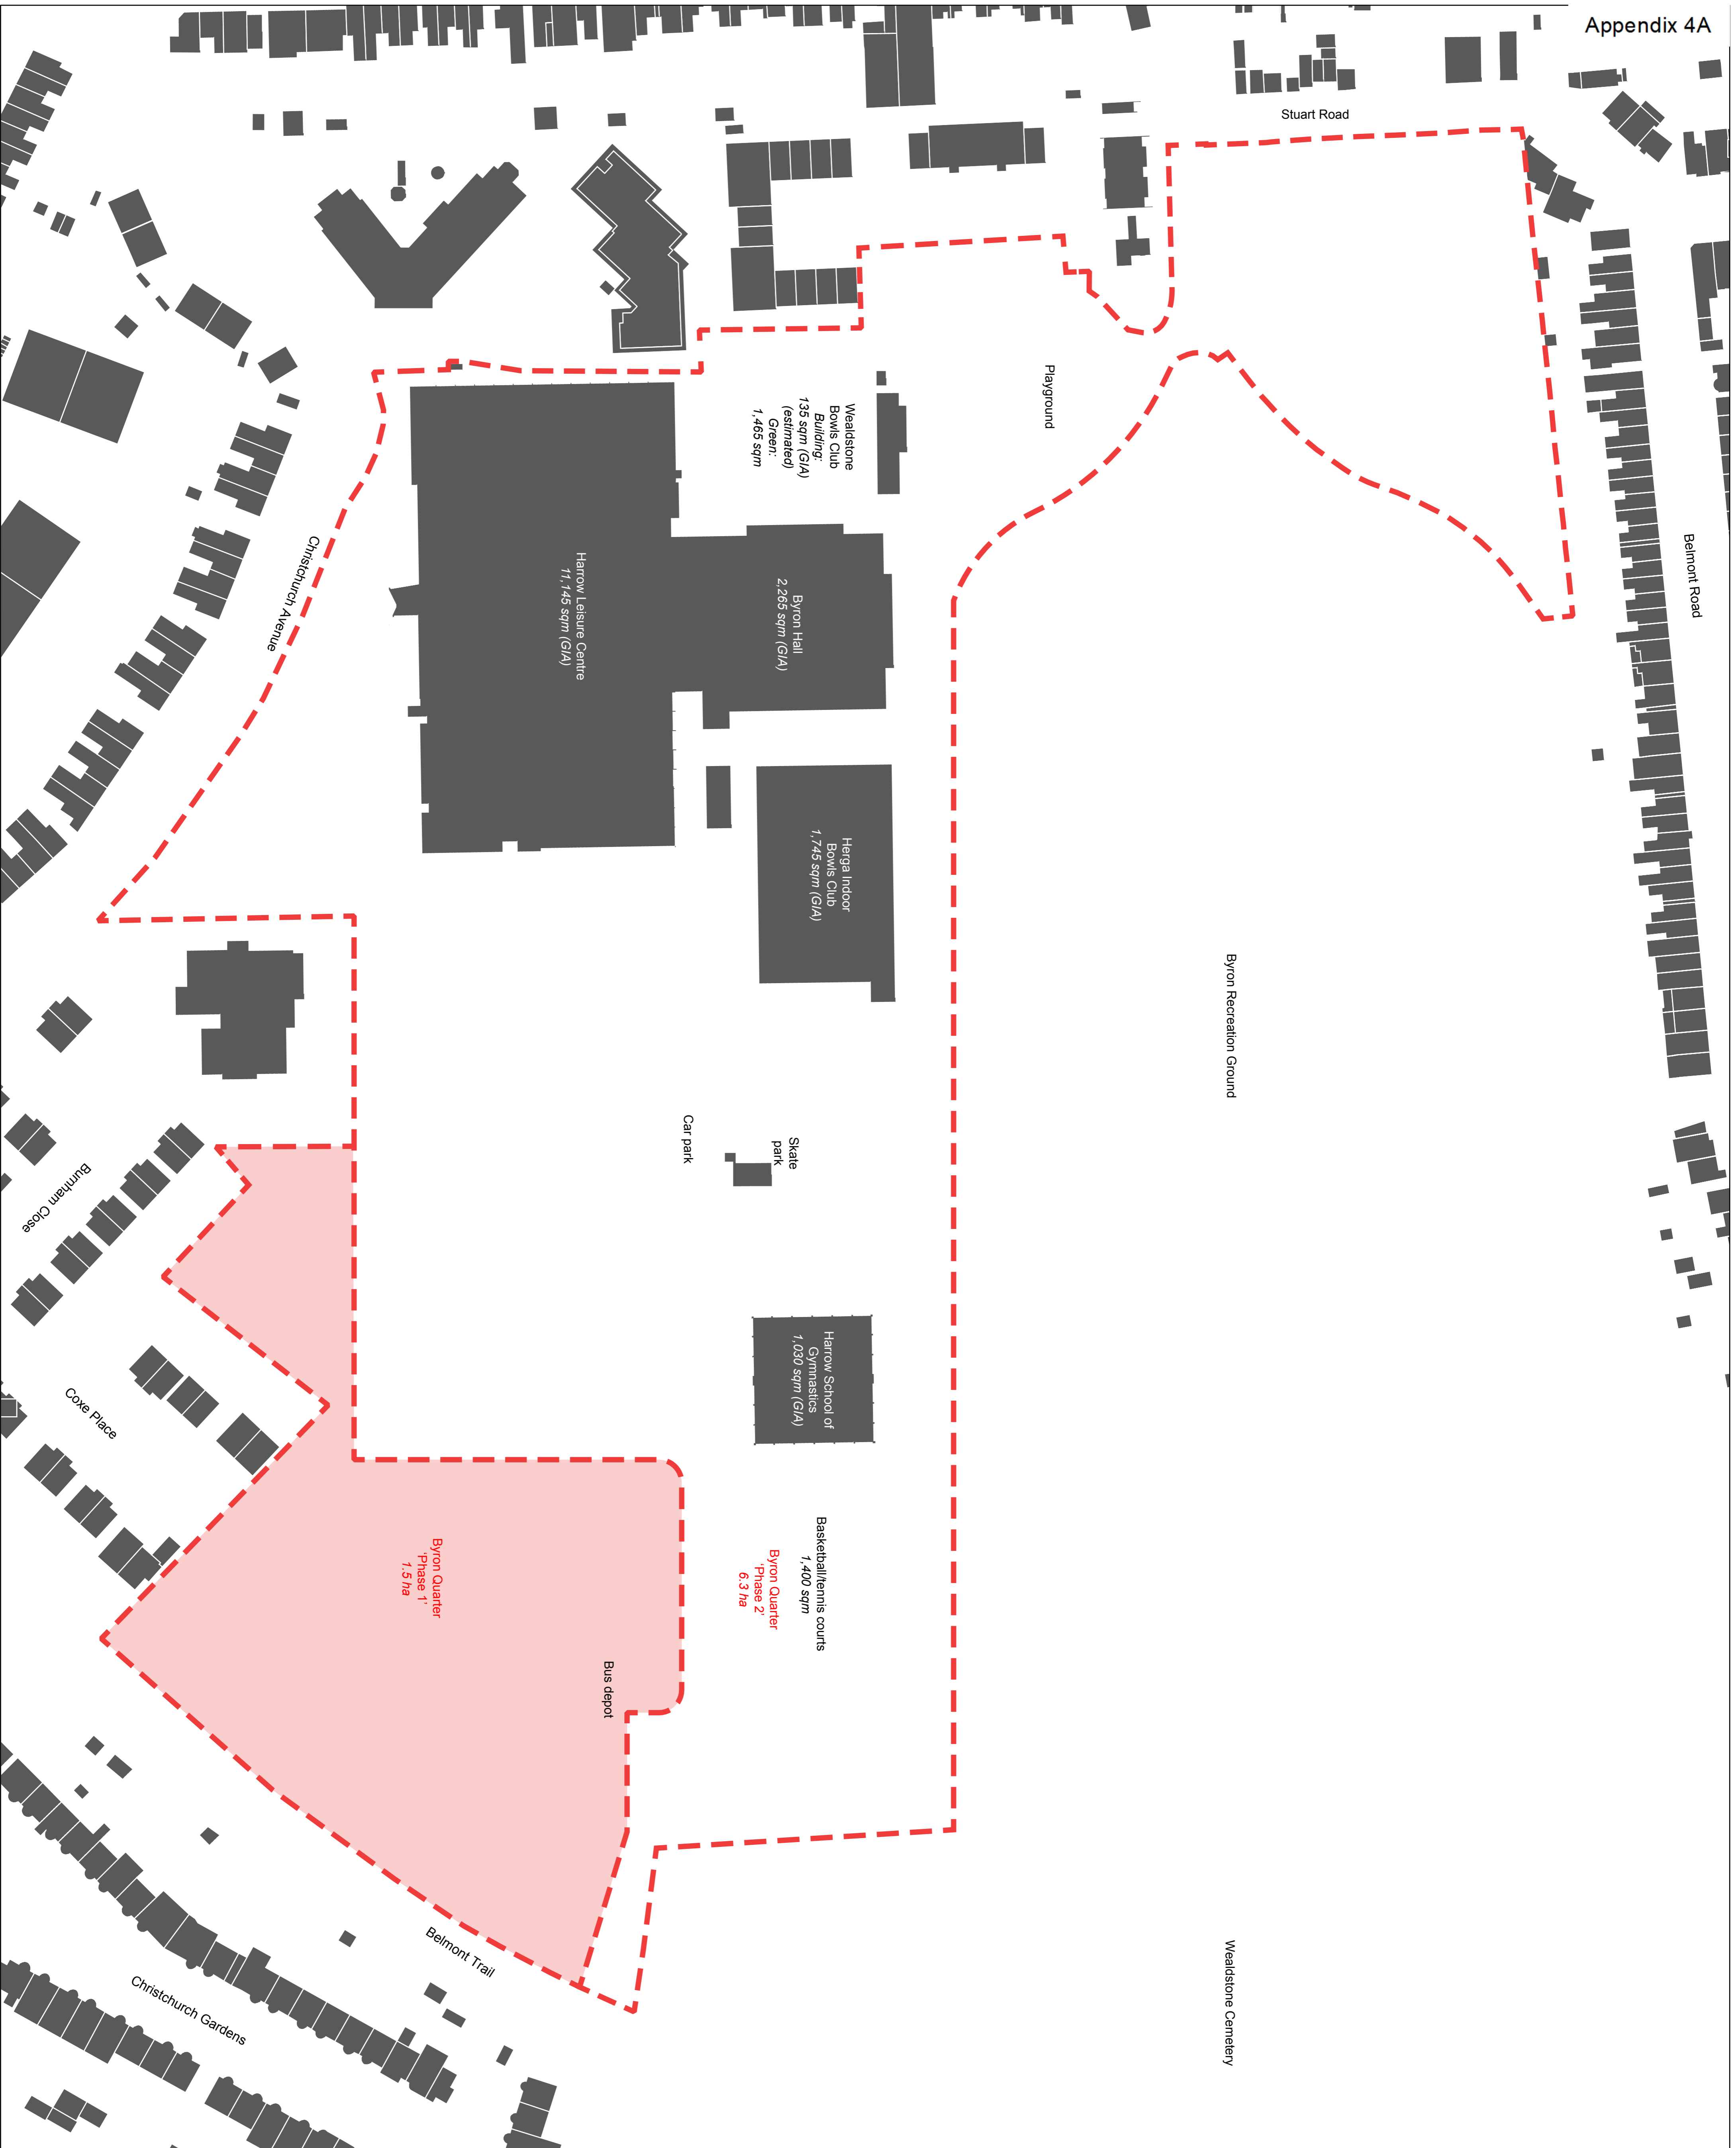 Appendix 4A
Stuart Road
Belmont Road
Playground
Wealdstone
Bowls Club
Building:
135 sqm (GIA)
(estimated)
Green:
1,465 sqm
Christchurch Avenue
Harrow Leisure Centre
11,145 sqm (GIA)
Byron Hall
2,265 sqm (GIA)
Herga Indoor
Bowls Club
1,745 sqm (GIA)
Byron Recreation Ground
Car park
Skate
park
Burnham Close
Coxe Place
Harrow School of
Gymnastics
1,030 sqm (GIA)
Basketball/tennis courts
1,400 sqm
Byron Quarter
'Phase 2'
6.3 ha
Byron Quarter
'Phase 1'
1.5 ha
Bus depot
Belmont Trail
Christchurch Gardens
Wealdstone Cemetery